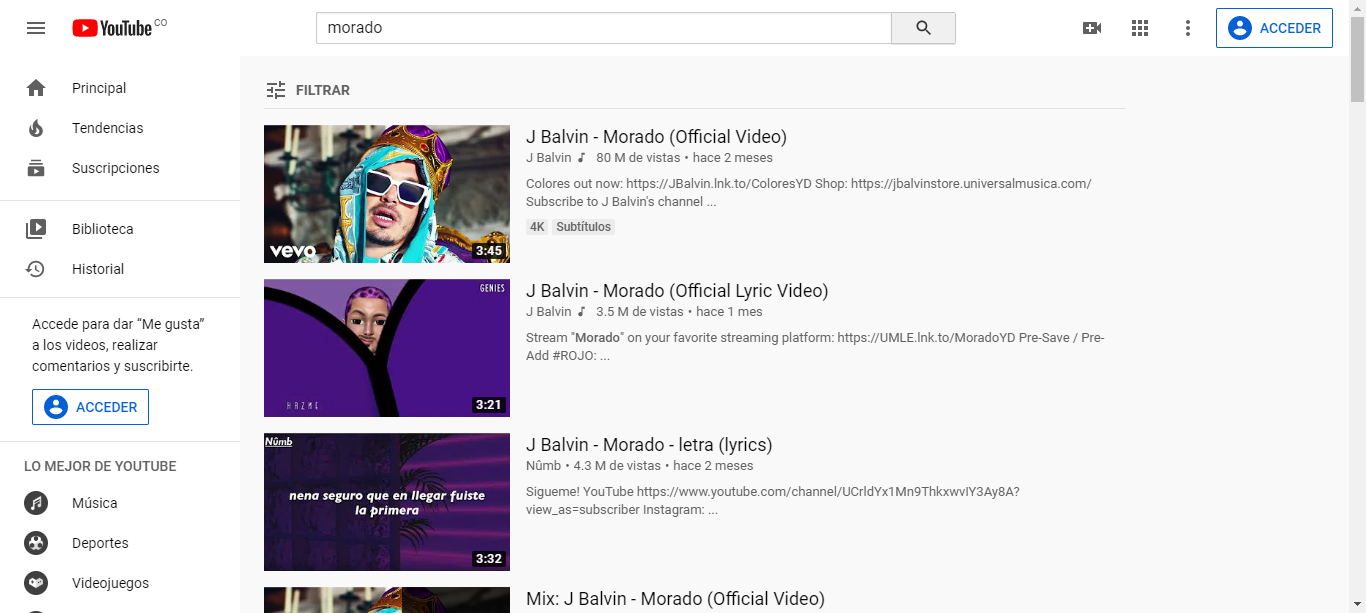 YouTube CO
morado
ACCEDER
Principal
Tendencias
Suscripciones
Biblioteca
Historial
Accede para dar “Me gusta”
a los videos, realizar
comentarios y suscribirte.
ACCEDER
LO MEJOR DE YOUTUBE
Música
Deportes
Videojuegos
FILTRAR
vevo
3:45
J Balvin - Morado (Official Video)
J Balvin 80 M de vistas • hace 2 meses
Colores out now: https://JBalvin.lnk.to/ColoresYD Shop: https://jbalvinstore.universalmusica.com/
Subscribe to J Balvin's channel ...
4K Subtítulos
GENIES
HAZME
3:21
J Balvin - Morado (Official Lyric Video)
J Balvin 3.5 M de vistas • hace 1 mes
Stream "Morado" on your favorite streaming platform: https://UMLE.lnk.to/MoradoYD Pre-Save / Pre-
Add #ROJO: ...
Nûmb
nena seguro que en llegar fuiste
la primera
3:32
J Balvin - Morado - letra (lyrics)
Nûmb • 4.3 M de vistas • hace 2 meses
Sigueme! YouTube https://www.youtube.com/channel/UCrldYx1Mn9ThkxwvIY3Ay8A?
view_as=subscriber Instagram: ...
Mix: J Balvin - Morado (Official Video)